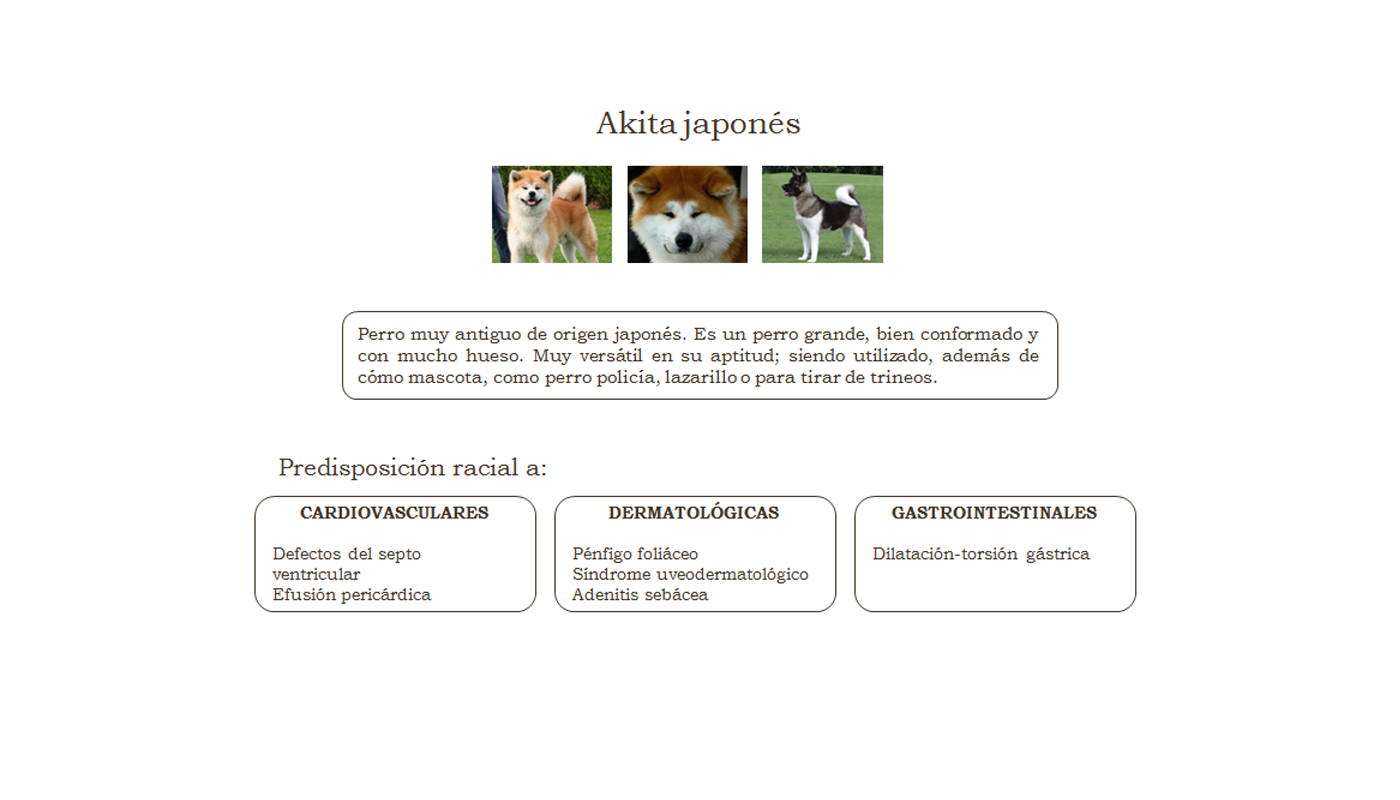 Akita japonés
Perro muy antiguo de origen japonés. Es un perro grande, bien conformado y
con mucho hueso. Muy versátil en su aptitud; siendo utilizado, además de
cómo mascota, como perro policía, lazarillo o para tirar de trineos.
Predisposición racial a:
CARDIOVASCULARES
Defectos del septo
ventricular
Efusión pericárdica
DERMATOLÓGICAS
Pénfigo foliáceo
Síndrome uveodermatológico
Adenitis sebácea
GASTROINTESTINALES
Dilatación-torsión gástrica